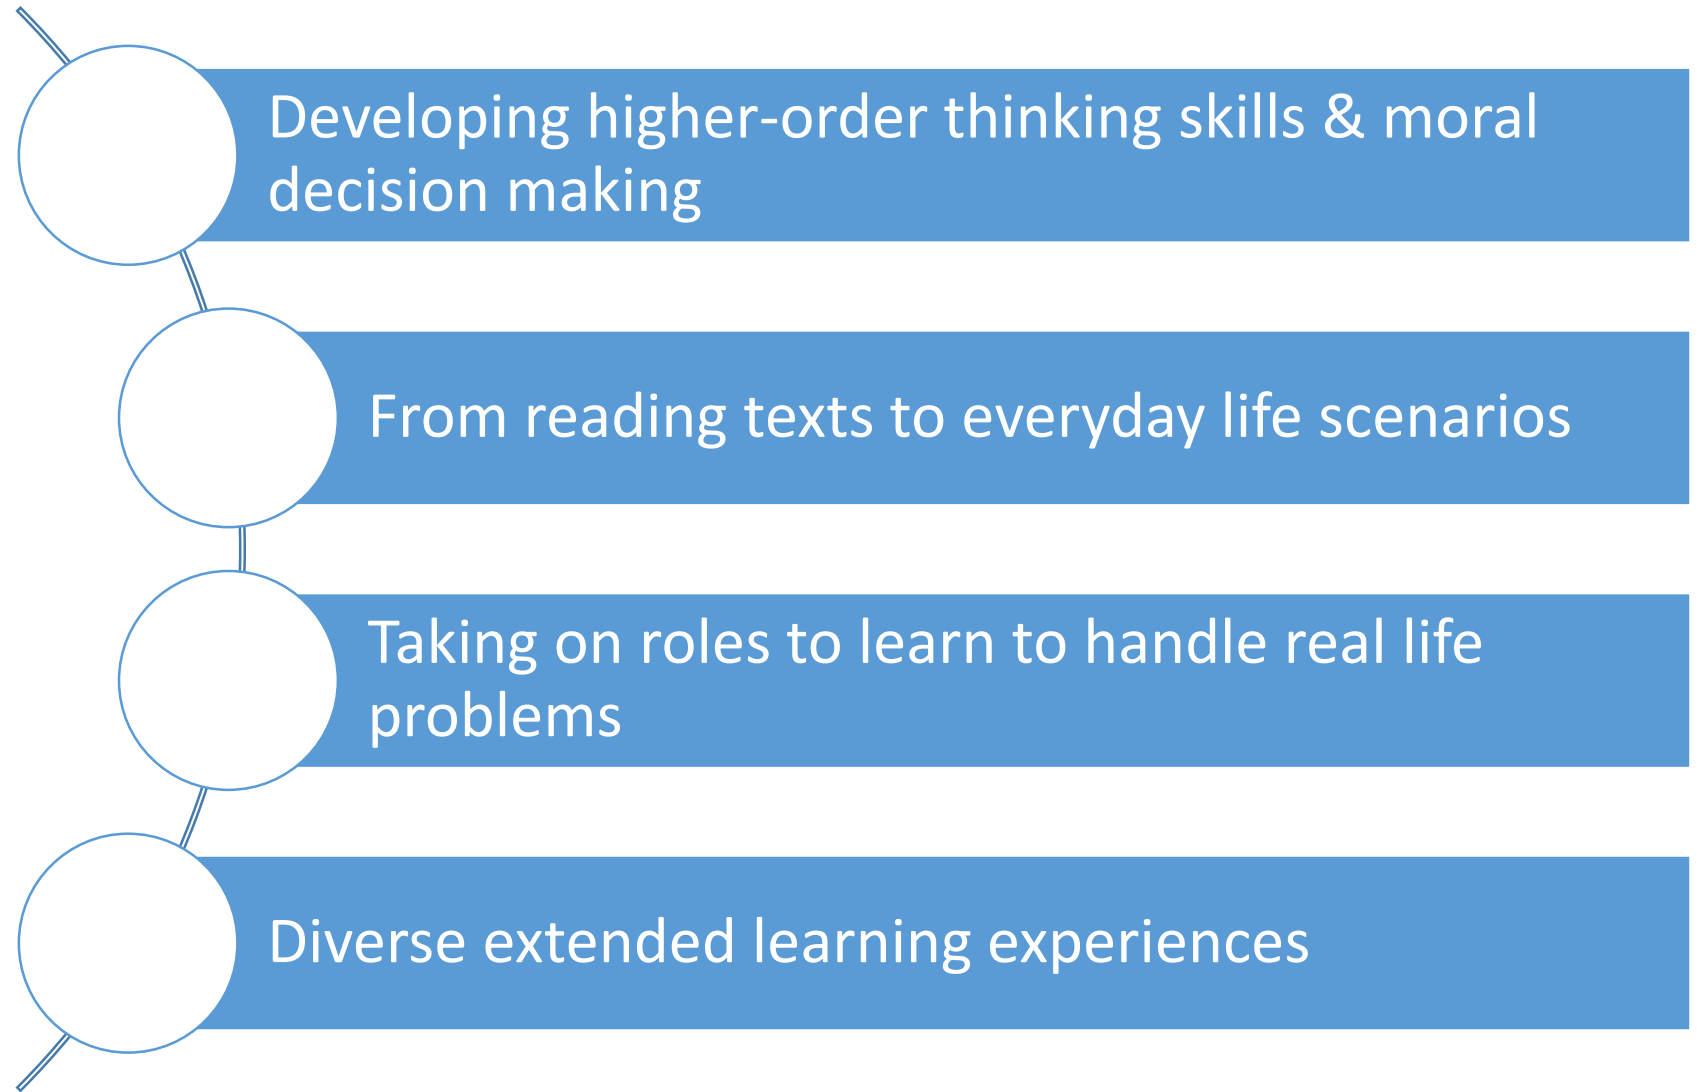 Developing higher-order thinking skills & moral
decision making
From reading texts to everyday life scenarios
Taking on roles to learn to handle real life
problems
Diverse extended learning experiences